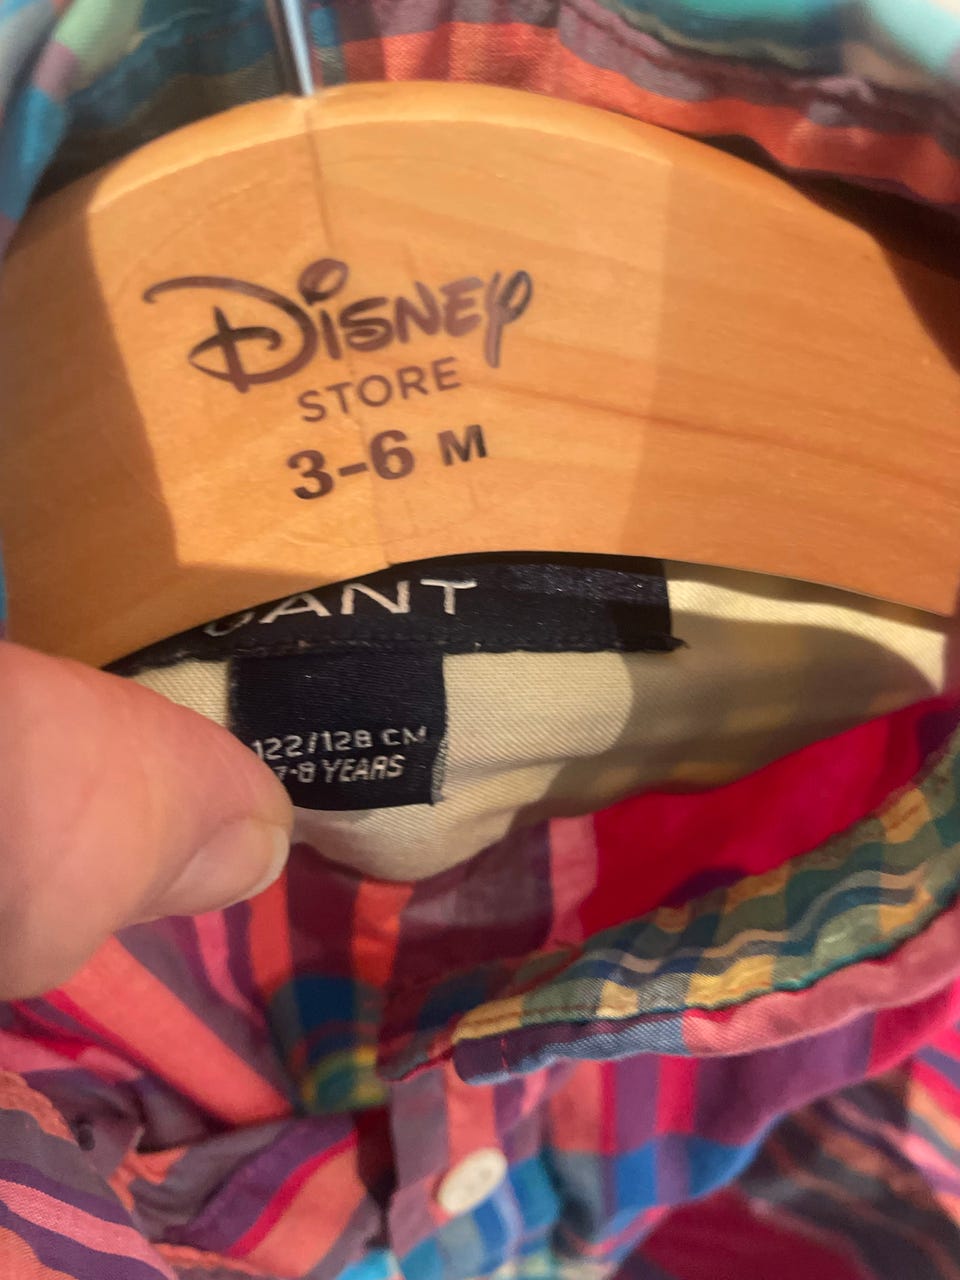 Disney
STORE
3-6 M
GANT
122/128 CM
7-8 YEARS